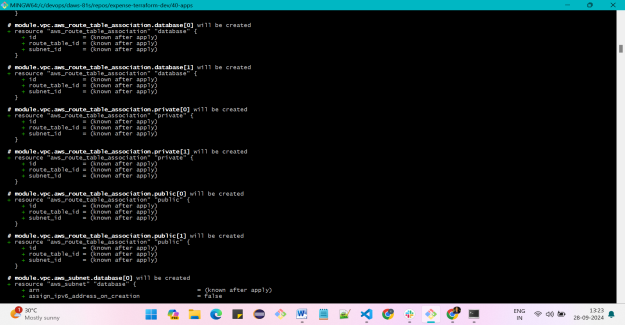 MINGW64:/c/devops/daws-81s/repos/expense-terraform-dev/40-apps
}
# module.vpc.aws_route_table_association.database[0] will be created
+ resource "aws_route_table_association" "database" {
+ id = (known after apply)
+ route_table_id = (known after apply)
+ subnet_id = (known after apply)
}
# module.vpc.aws_route_table_association.database[1] will be created
+ resource "aws_route_table_association" "database" {
+ id = (known after apply)
+ route_table_id = (known after apply)
+ subnet_id = (known after apply)
}
# module.vpc.aws_route_table_association.private[0] will be created
+ resource "aws_route_table_association" "private" {
+ id = (known after apply)
+ route_table_id = (known after apply)
+ subnet_id = (known after apply)
}
# module.vpc.aws_route_table_association.private[1] will be created
+ resource "aws_route_table_association" "private" {
+ id = (known after apply)
+ route_table_id = (known after apply)
+ subnet_id = (known after apply)
}
# module.vpc.aws_route_table_association.public[0] will be created
+ resource "aws_route_table_association" "public" {
+ id = (known after apply)
+ route_table_id = (known after apply)
+ subnet_id = (known after apply)
}
# module.vpc.aws_route_table_association.public[1] will be created
+ resource "aws_route_table_association" "public" {
+ id = (known after apply)
+ route_table_id = (known after apply)
+ subnet_id = (known after apply)
}
# module.vpc.aws_subnet.database[0] will be created
+ resource "aws_subnet" "database" {
+ arn = (known after apply)
+ assign_ipv6_address_on_creation = false
30°C
Mostly sunny
ENG
IN
13:23
28-09-2024